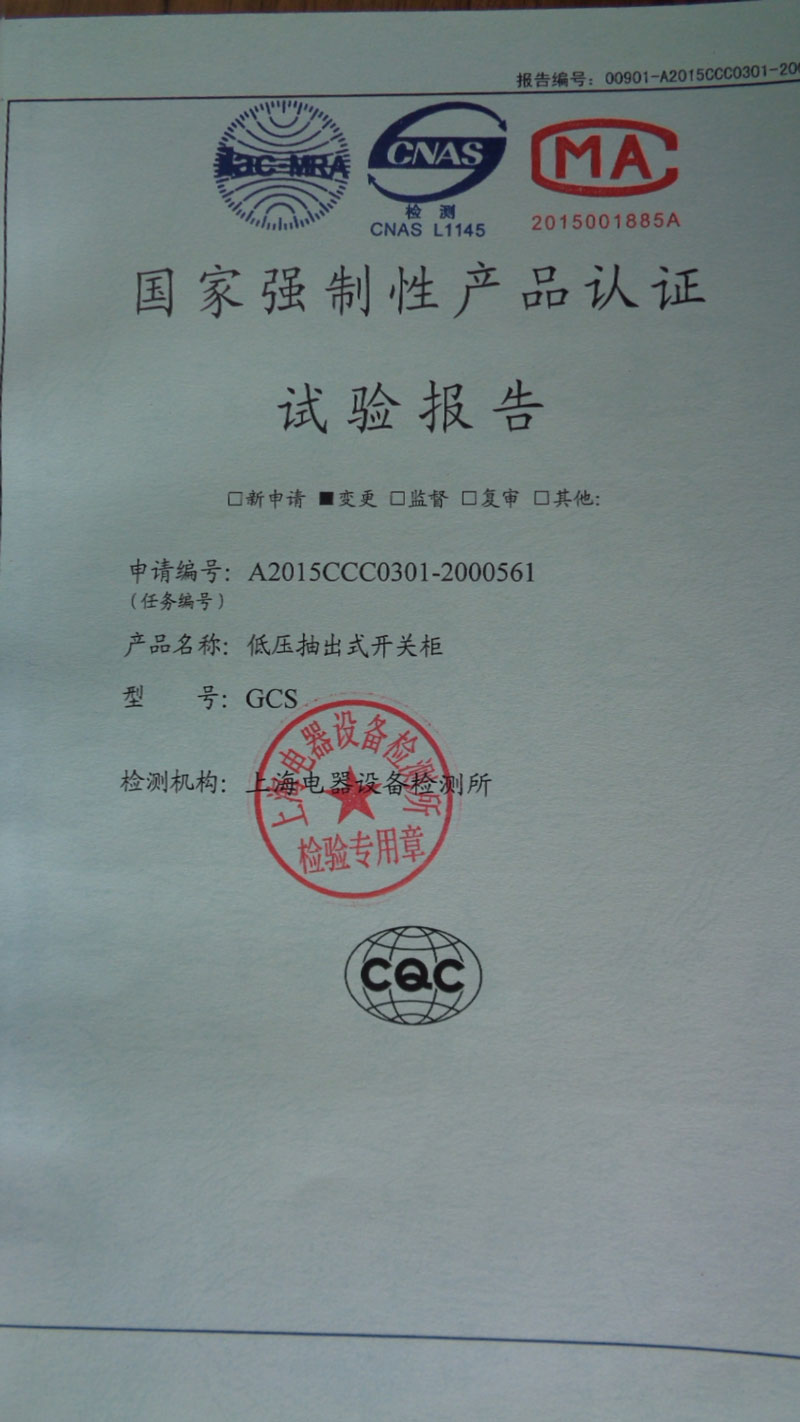 报告编号：00901-A2015CCC0301-200
ilac-MRA
CNAS
检 测
CNAS L1145
MA
2015001885A
国家强制性产品认证
试验报告
□新申请 ■变更 □监督 □复审 □其他：
申请编号：A2015CCC0301-2000561
（任务编号）
产品名称：低压抽出式开关柜
型 号：GCS
检测机构：上海电器设备检测所
上海电器设备检测所
检验专用章
CQC